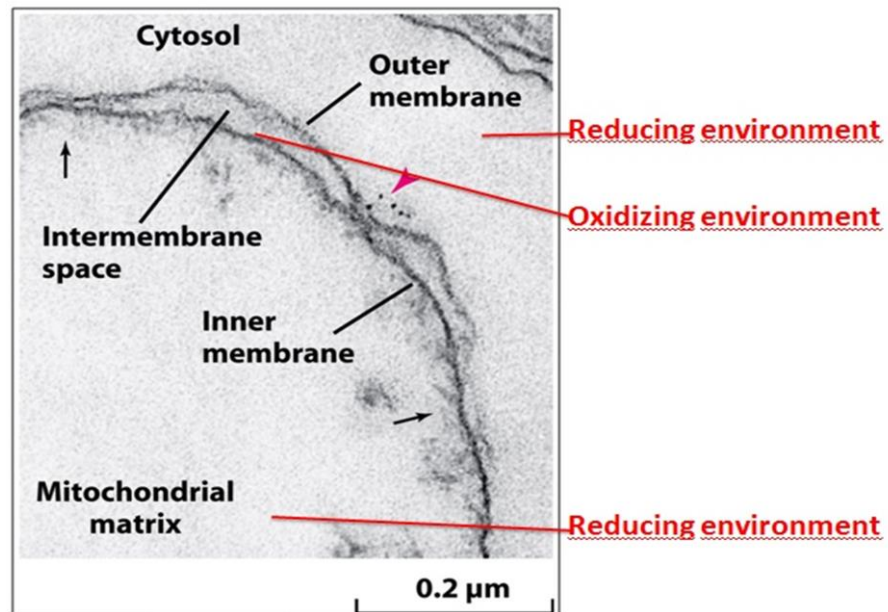 Cytosol
Outer
membrane
Reducing environment
Oxidizing environment
Intermembrane
space
Inner
membrane
Mitochondrial
matrix
Reducing environment
0.2 μm